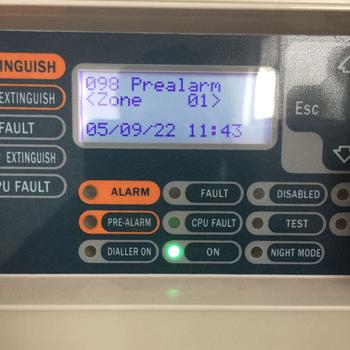 NGUISH
EXTINGUISH
FAULT
EXTINGUISH
PU FAULT
098 Prealarm
<Zone 01>
05/09/22 11:43
Esc
ALARM
FAULT
DISABLED
PRE-ALARM
CPU FAULT
TEST
DIALLER ON
ON
NIGHT MODE